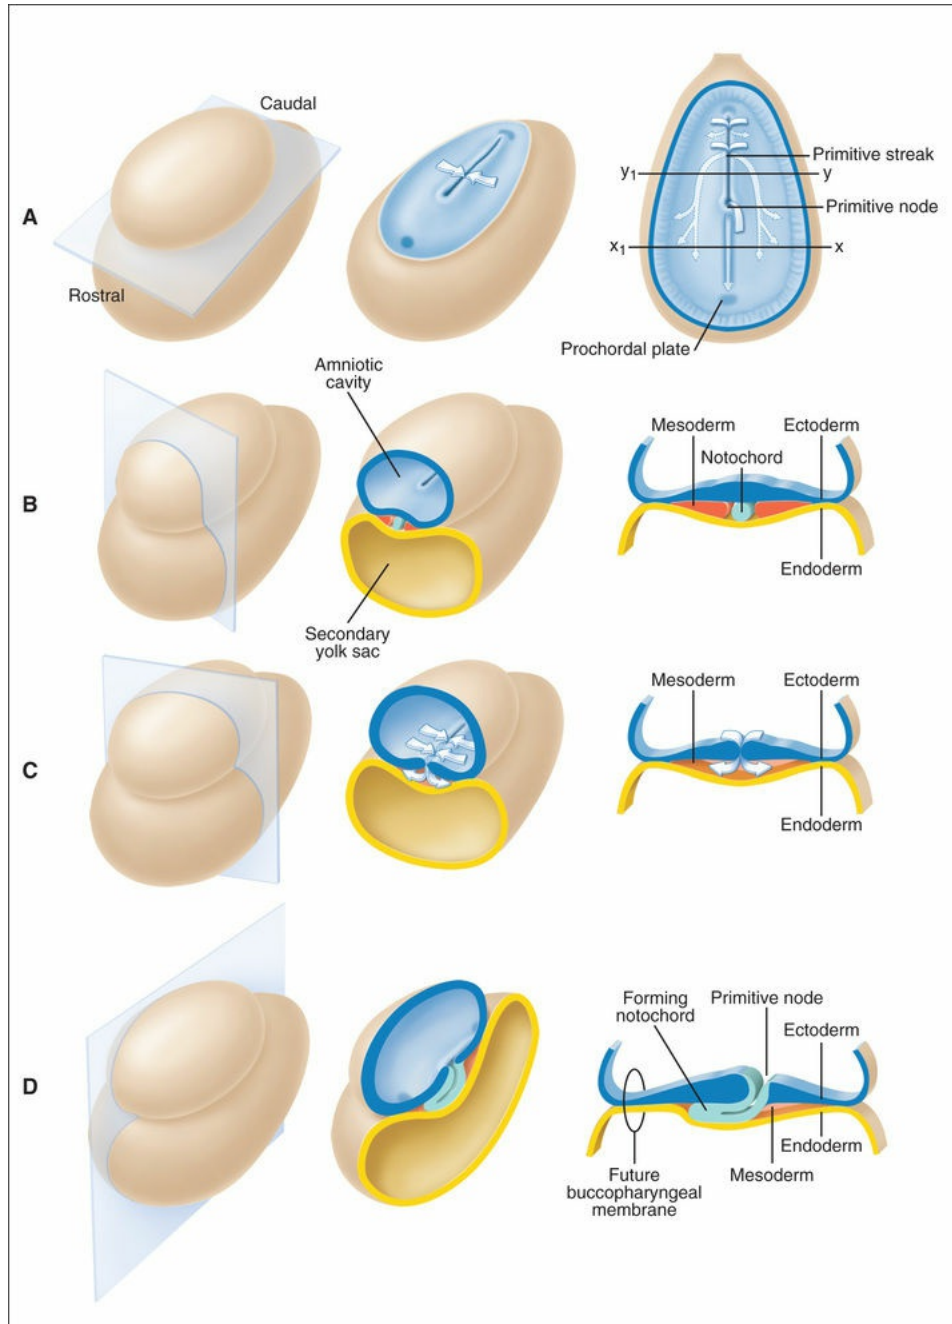 A
Caudal
Rostral
Primitive streak
y1
y
Primitive node
x1
x
Prochordal plate
B
Amniotic
cavity
Secondary
yolk sac
Mesoderm
Ectoderm
Notochord
Endoderm
C
Mesoderm
Ectoderm
Endoderm
D
Forming
notochord
Primitive node
Ectoderm
Endoderm
Mesoderm
Future
buccopharyngeal
membrane